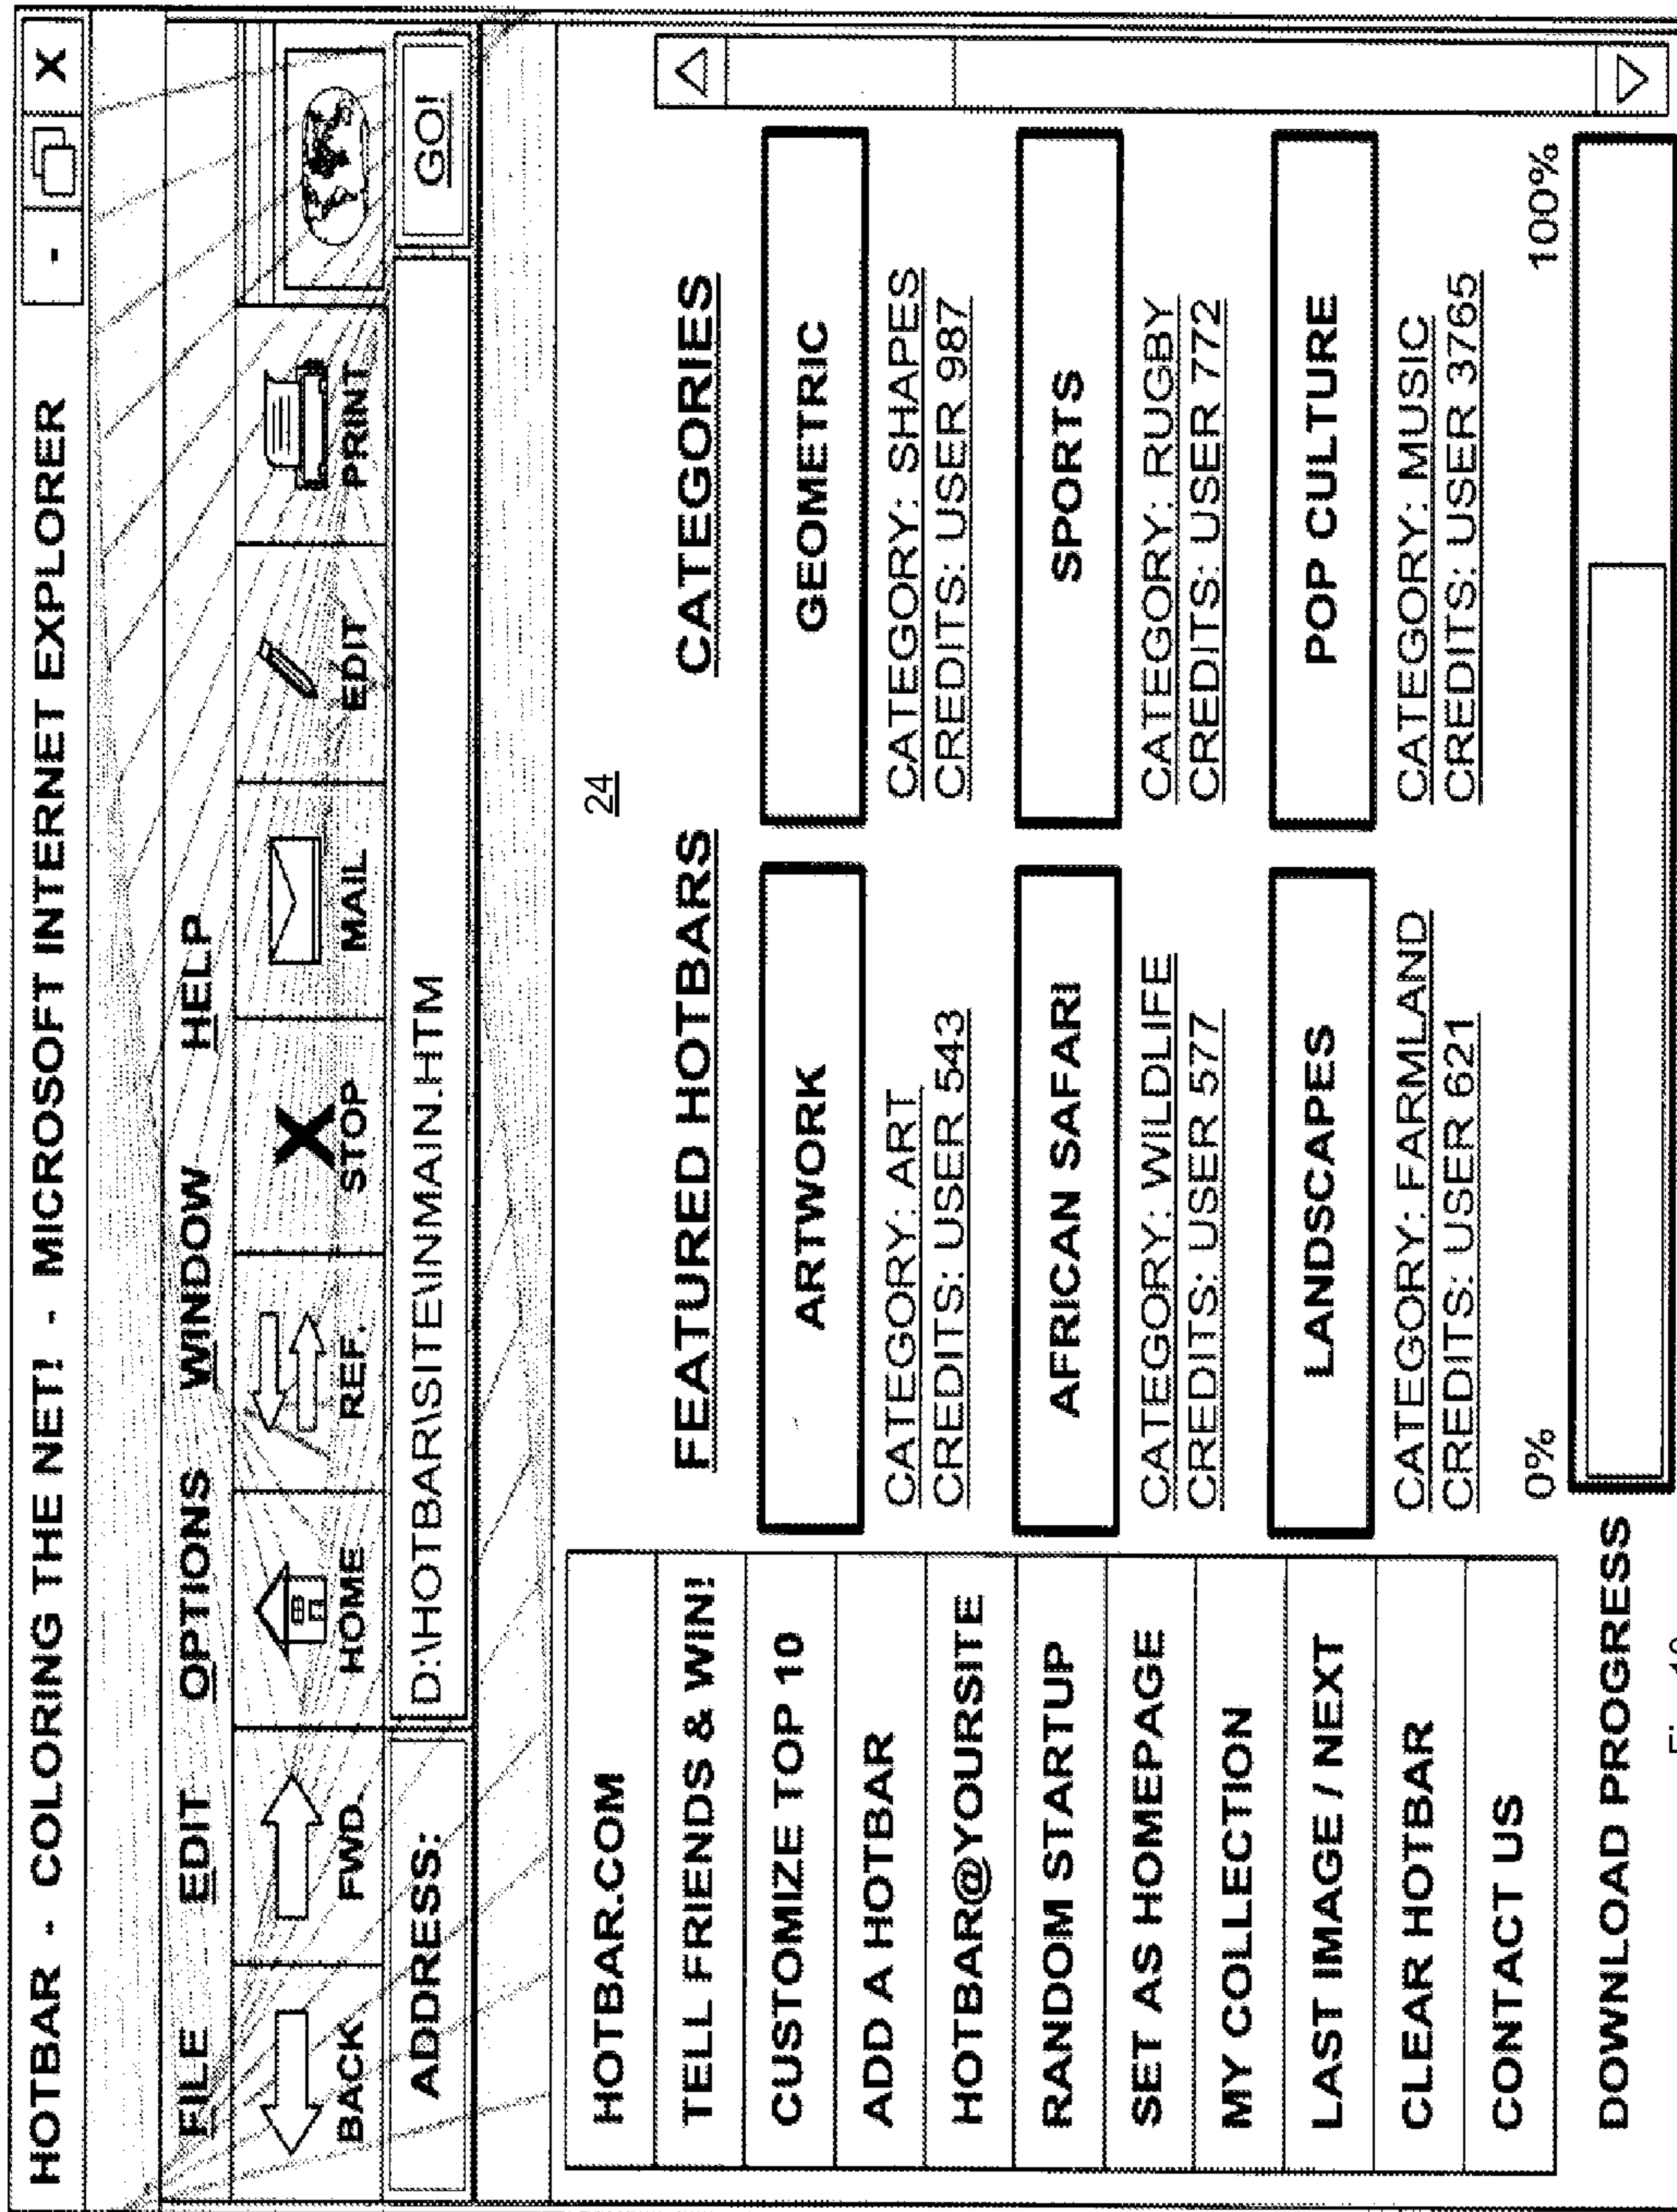 HOTBAR - COLORING THE NET! - MICROSOFT INTERNET EXPLORER - X
FILE EDIT OPTIONS WINDOW HELP
BACK FWD. HOME REF. STOP MAIL EDIT PRINT
ADDRESS: D:\HOTBAR\SITE\INMAIN.HTM GO!
24
HOTBAR.COM
TELL FRIENDS & WIN!
CUSTOMIZE TOP 10
ADD A HOTBAR
HOTBAR@YOURSITE
RANDOM STARTUP
SET AS HOMEPAGE
MY COLLECTION
LAST IMAGE / NEXT
CLEAR HOTBAR
CONTACT US
FEATURED HOTBARS CATEGORIES
ARTWORK GEOMETRIC
CATEGORY: ART CATEGORY: SHAPES
CREDITS: USER 543 CREDITS: USER 987
AFRICAN SAFARI SPORTS
CATEGORY: WILDLIFE CATEGORY: RUGBY
CREDITS: USER 577 CREDITS: USER 772
LANDSCAPES POP CULTURE
CATEGORY: FARMLAND CATEGORY: MUSIC
CREDITS: USER 621 CREDITS: USER 3765
0% 100%
DOWNLOAD PROGRESS